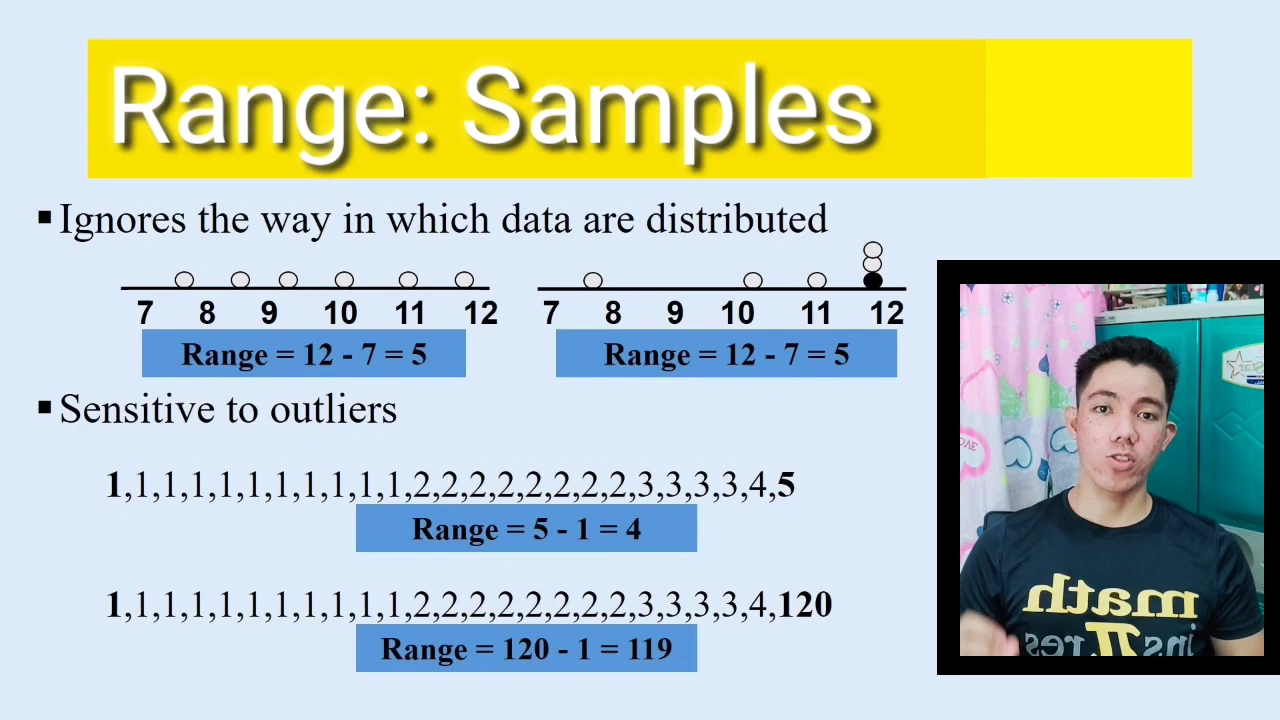 Range: Samples
▪ Ignores the way in which data are distributed
7 8 9 10 11 12
7 8 9 10 11 12
Range = 12 - 7 = 5
Range = 12 - 7 = 5
▪ Sensitive to outliers
1,1,1,1,1,1,1,1,1,1,1,2,2,2,2,2,2,2,2,3,3,3,3,4,5
Range = 5 - 1 = 4
1,1,1,1,1,1,1,1,1,1,1,2,2,2,2,2,2,2,2,3,3,3,3,4,120
Range = 120 - 1 = 119
math
insπres